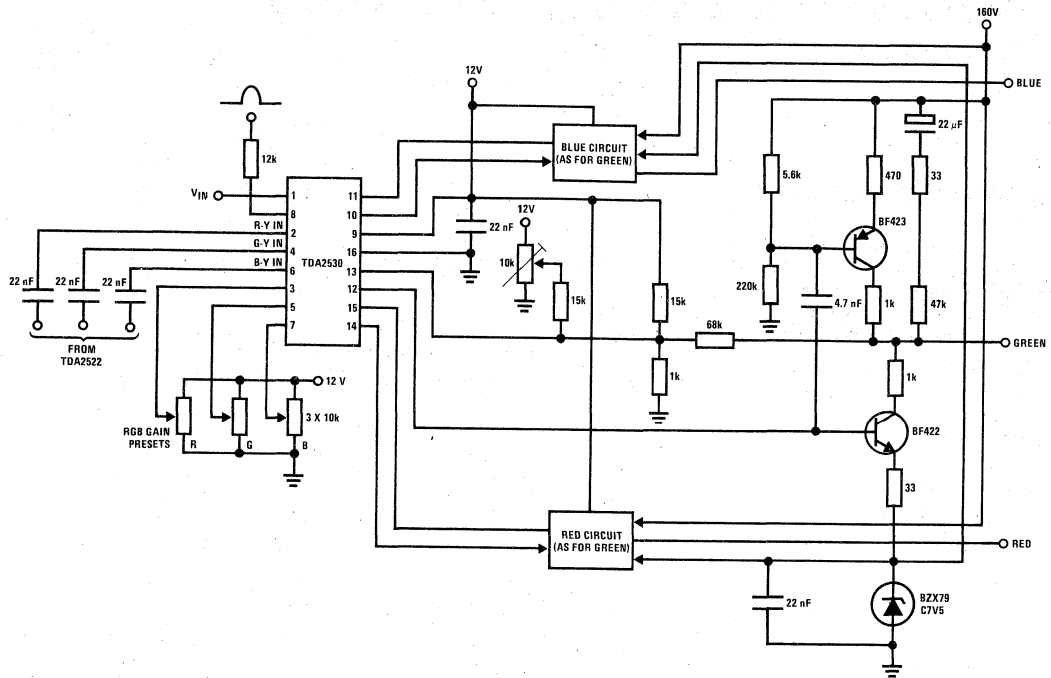 160V
12V
BLUE
22 µF
12k
BLUE CIRCUIT
(AS FOR GREEN)
5.6k
470
33
VIN
1
11
8
10
R-Y IN
2
9
G-Y IN
4
16
B-Y IN
6
13
TDA2530
3
12
5
15
7
14
22 nF
12V
BF423
10k
22 nF
22 nF
22 nF
15k
15k
220k
4.7 nF
1k
47k
FROM
TDA2522
68k
GREEN
12 V
1k
1k
3 X 10k
RGB GAIN
PRESETS
R
G
B
BF422
33
RED CIRCUIT
(AS FOR GREEN)
RED
22 nF
BZX79
C7V5